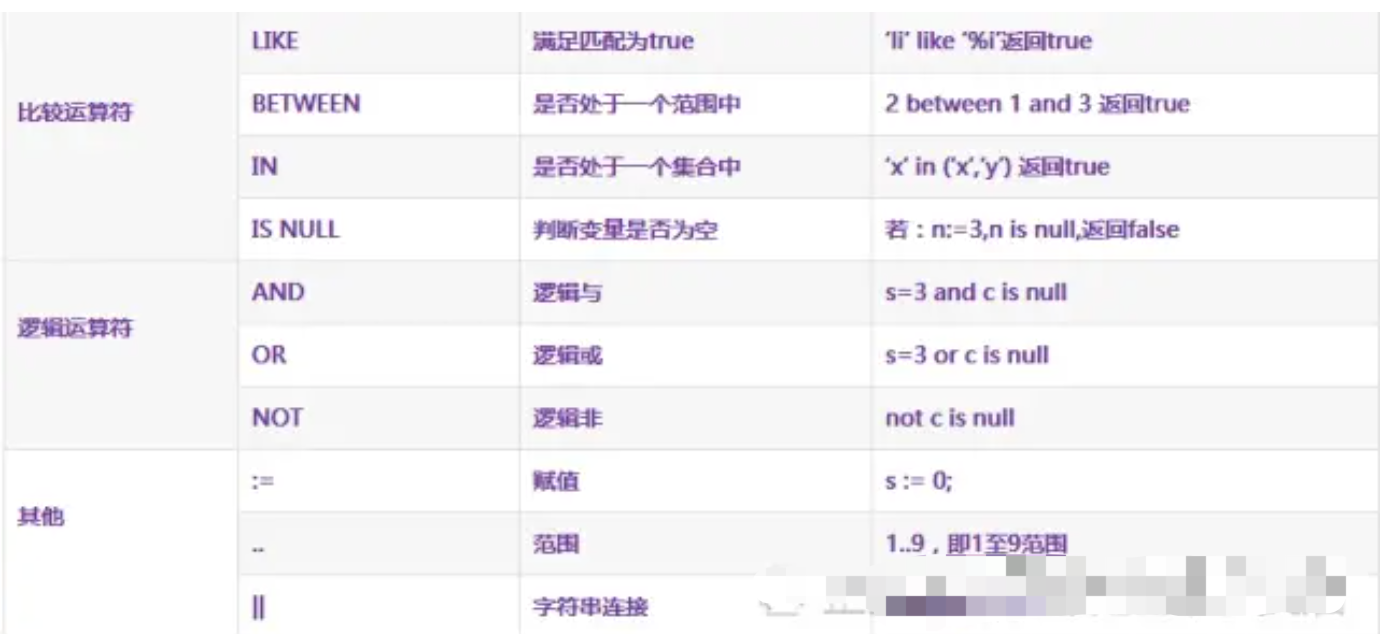 LIKE 满足匹配为true 'li' like '%i'返回true
比较运算符 BETWEEN 是否处于一个范围中 2 between 1 and 3 返回true
IN 是否处于一个集合中 'x' in ('x','y') 返回true
IS NULL 判断变量是否为空 若：n:=3,n is null,返回false
AND 逻辑与 s=3 and c is null
逻辑运算符
OR 逻辑或 s=3 or c is null
NOT 逻辑非 not c is null
:= 赋值 s := 0;
其他
.. 范围 1..9，即1至9范围
|| 字符串连接